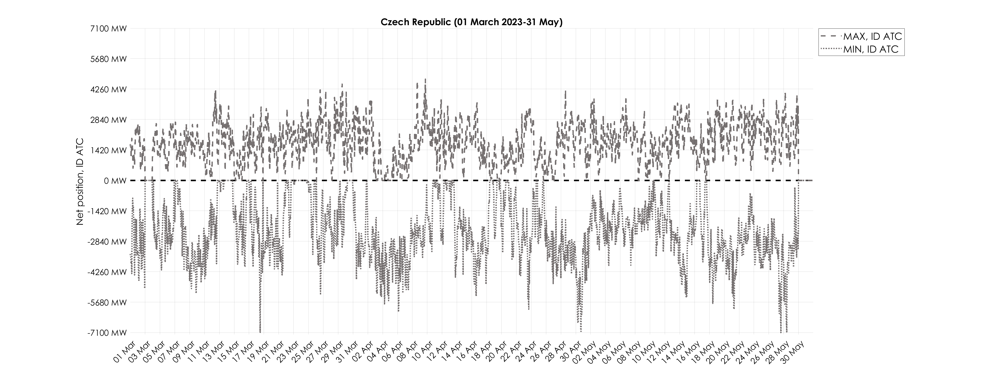 Czech Republic (01 March 2023-31 May)
7100 MW
5680 MW
4260 MW
2840 MW
1420 MW
0 MW
-1420 MW
-2840 MW
-4260 MW
-5680 MW
-7100 MW
Net position, ID ATC
MAX, ID ATC
MIN, ID ATC
01 Mar
03 Mar
05 Mar
07 Mar
09 Mar
11 Mar
13 Mar
15 Mar
17 Mar
19 Mar
21 Mar
23 Mar
25 Mar
27 Mar
29 Mar
31 Mar
02 Apr
04 Apr
06 Apr
08 Apr
10 Apr
12 Apr
14 Apr
16 Apr
18 Apr
20 Apr
22 Apr
24 Apr
26 Apr
28 Apr
30 Apr
02 May
04 May
06 May
08 May
10 May
12 May
14 May
16 May
18 May
20 May
22 May
24 May
26 May
28 May
30 May